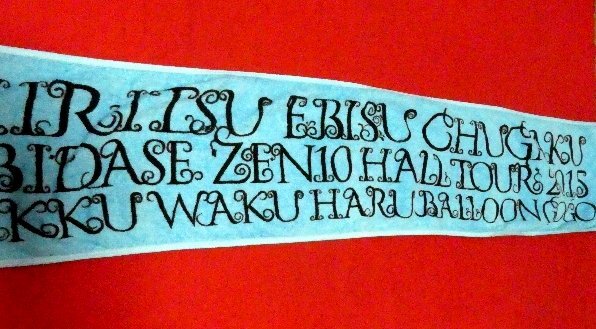 IRITSU EBISU CHUGAKU
BIDASE ZEN10 HALL TOUR 2015
KKU WAKU HARU BALLOON